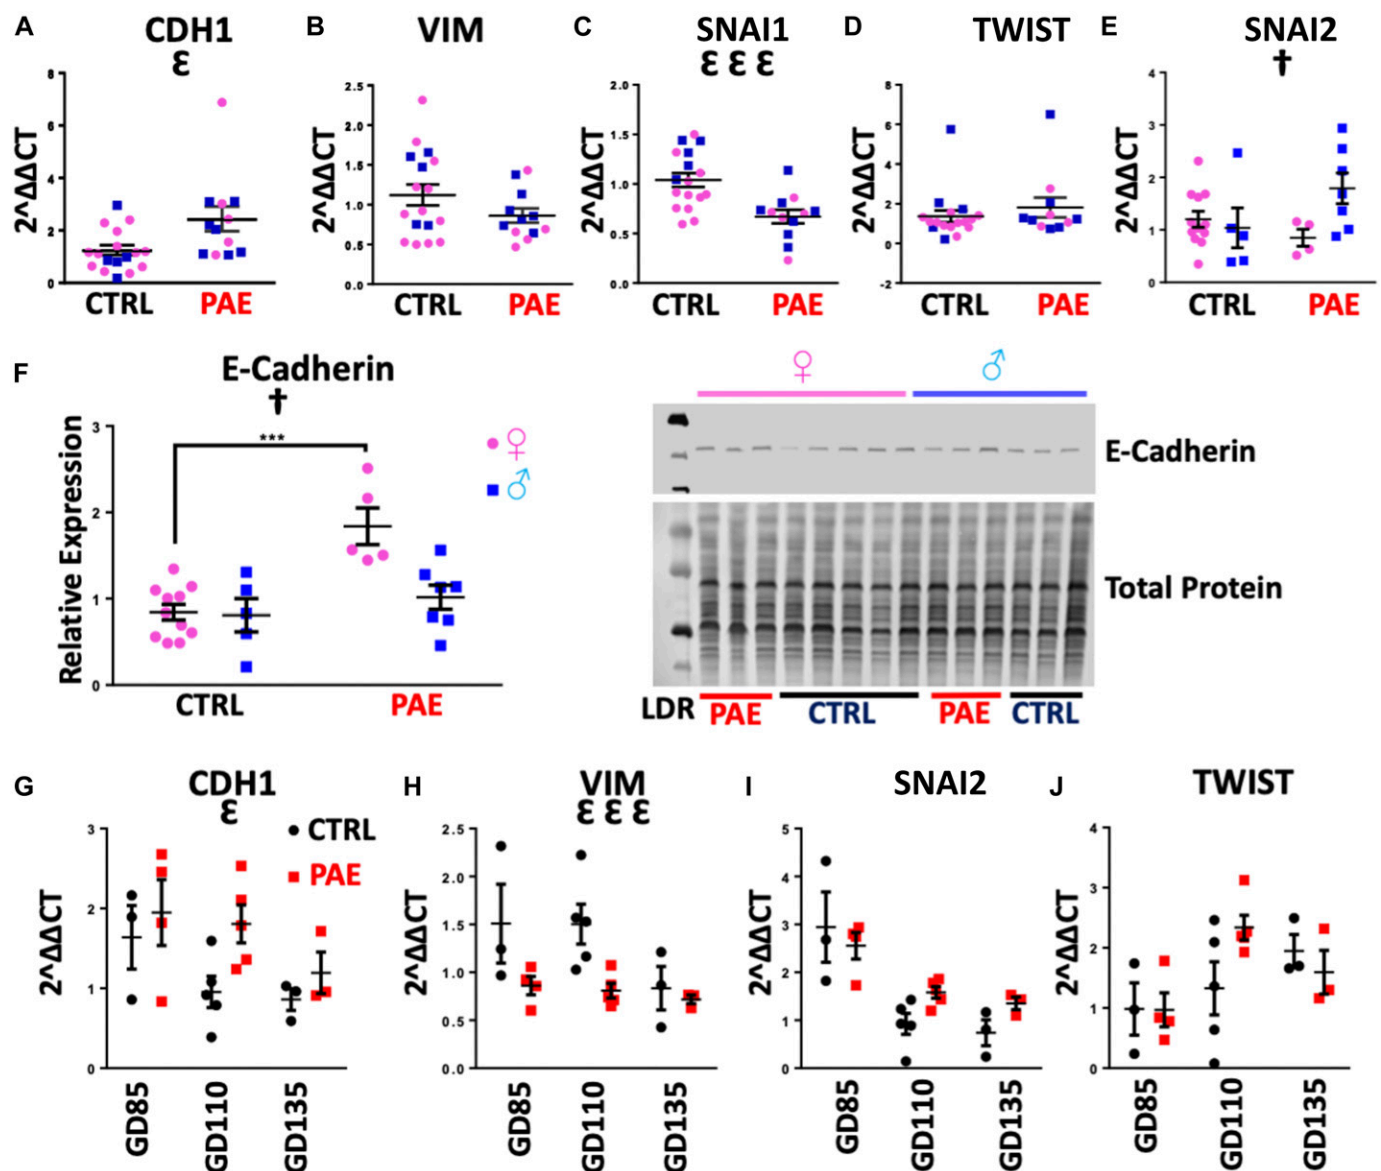 A CDH1
ε
2^ΔΔCT
8
6
4
2
0
CTRL PAE
B VIM
2^ΔΔCT
2.5
2.0
1.5
1.0
0.5
0.0
CTRL PAE
C SNAI1
ε ε ε
2^ΔΔCT
2.0
1.5
1.0
0.5
0.0
CTRL PAE
D TWIST
2^ΔΔCT
8
6
4
2
0
-2
CTRL PAE
E SNAI2
†
2^ΔΔCT
4
3
2
1
0
CTRL PAE
F E-Cadherin
†
***
♀
♂
Relative Expression
3
2
1
0
CTRL PAE
♀ ♂
E-Cadherin
Total Protein
LDR PAE CTRL PAE CTRL
G CDH1
ε
CTRL
PAE
2^ΔΔCT
3
2
1
0
GD85
GD110
GD135
H VIM
ε ε ε
2^ΔΔCT
2.5
2.0
1.5
1.0
0.5
0.0
GD85
GD110
GD135
I SNAI2
2^ΔΔCT
5
4
3
2
1
0
GD85
GD110
GD135
J TWIST
2^ΔΔCT
4
3
2
1
0
GD85
GD110
GD135